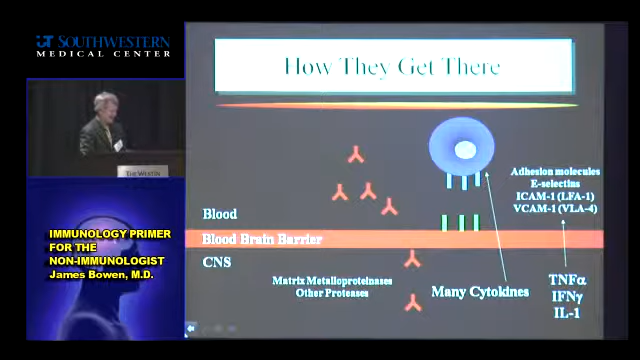 UT SOUTHWESTERN
MEDICAL CENTER
THE WESTIN
IMMUNOLOGY PRIMER
FOR THE
NON-IMMUNOLOGIST
James Bowen, M.D.
How They Get There
Adhesion molecules
E-selectins
ICAM-1 (LFA-1)
VCAM-1 (VLA-4)
Blood
Blood Brain Barrier
CNS
Matrix Metalloproteinases
Other Proteases
Many Cytokines
TNFα
IFNγ
IL-1